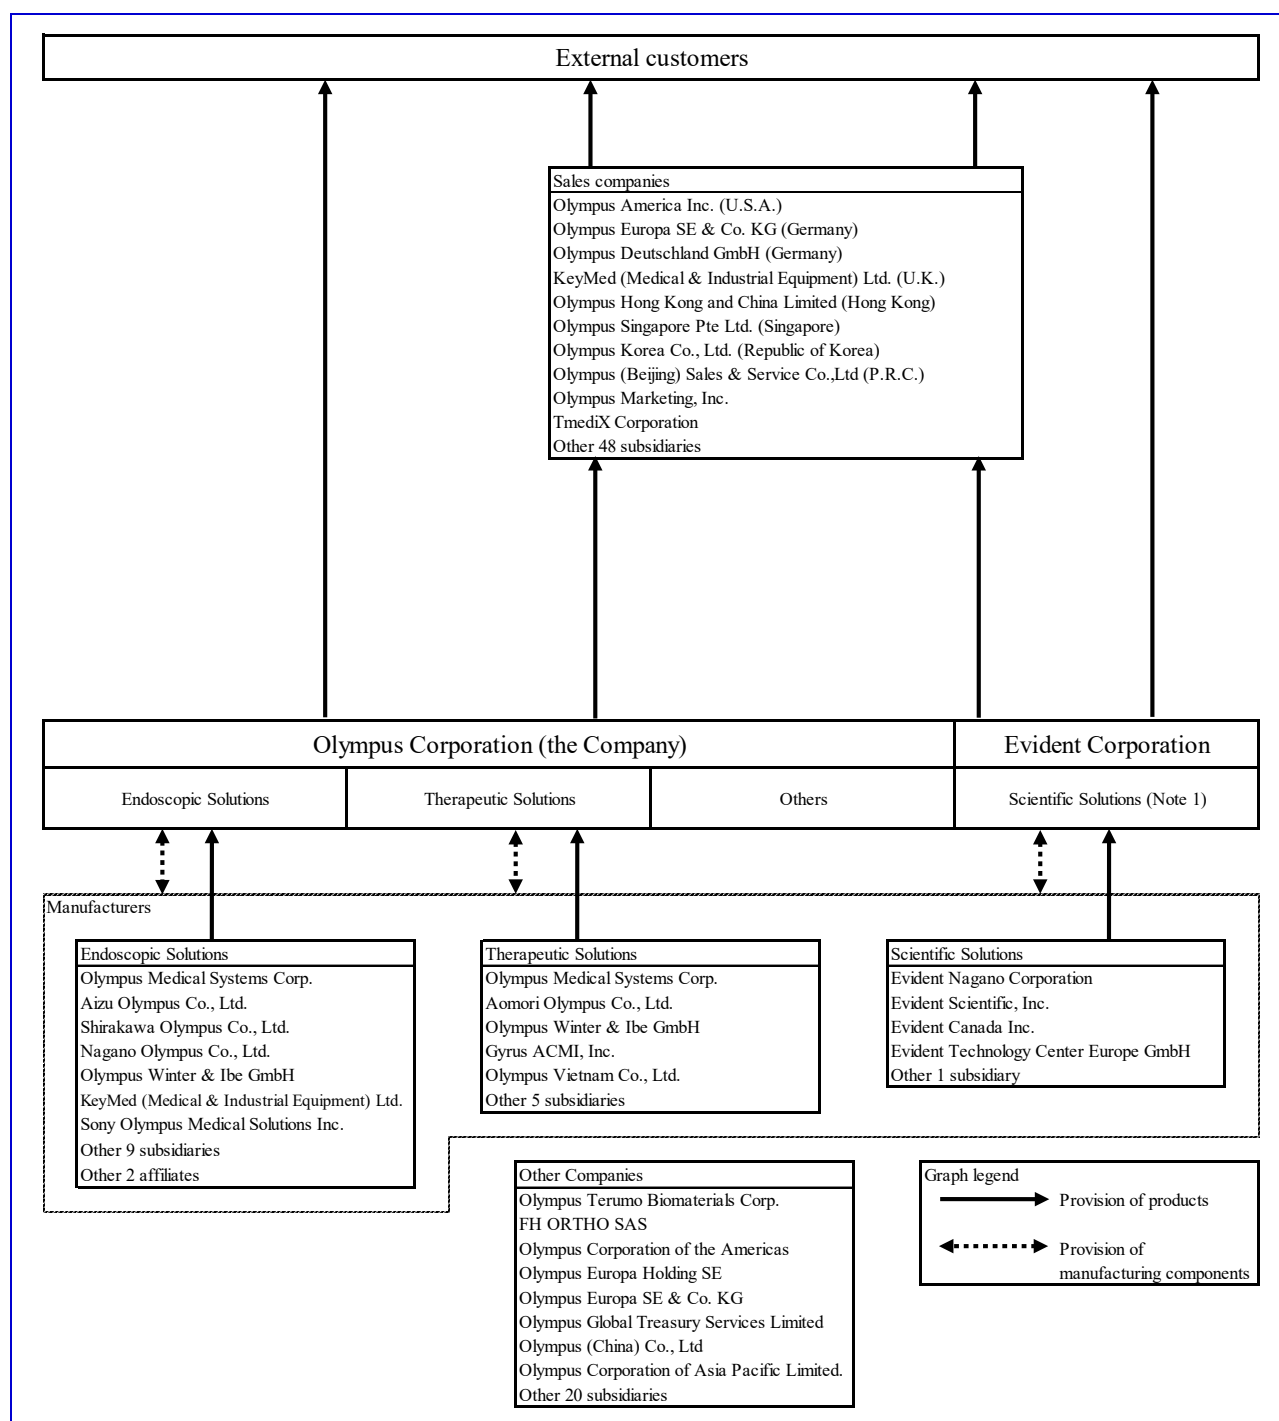 External customers
Sales companies
Olympus America Inc. (U.S.A.)
Olympus Europa SE & Co. KG (Germany)
Olympus Deutschland GmbH (Germany)
KeyMed (Medical & Industrial Equipment) Ltd. (U.K.)
Olympus Hong Kong and China Limited (Hong Kong)
Olympus Singapore Pte Ltd. (Singapore)
Olympus Korea Co., Ltd. (Republic of Korea)
Olympus (Beijing) Sales & Service Co.,Ltd (P.R.C.)
Olympus Marketing, Inc.
TmediX Corporation
Other 48 subsidiaries
Olympus Corporation (the Company)
Evident Corporation
Endoscopic Solutions
Therapeutic Solutions
Others
Scientific Solutions (Note 1)
Manufacturers
Endoscopic Solutions
Olympus Medical Systems Corp.
Aizu Olympus Co., Ltd.
Shirakawa Olympus Co., Ltd.
Nagano Olympus Co., Ltd.
Olympus Winter & Ibe GmbH
KeyMed (Medical & Industrial Equipment) Ltd.
Sony Olympus Medical Solutions Inc.
Other 9 subsidiaries
Other 2 affiliates
Therapeutic Solutions
Olympus Medical Systems Corp.
Aomori Olympus Co., Ltd.
Olympus Winter & Ibe GmbH
Gyrus ACMI, Inc.
Olympus Vietnam Co., Ltd.
Other 5 subsidiaries
Scientific Solutions
Evident Nagano Corporation
Evident Scientific, Inc.
Evident Canada Inc.
Evident Technology Center Europe GmbH
Other 1 subsidiary
Other Companies
Olympus Terumo Biomaterials Corp.
FH ORTHO SAS
Olympus Corporation of the Americas
Olympus Europa Holding SE
Olympus Europa SE & Co. KG
Olympus Global Treasury Services Limited
Olympus (China) Co., Ltd
Olympus Corporation of Asia Pacific Limited.
Other 20 subsidiaries
Graph legend
Provision of products
Provision of
manufacturing components